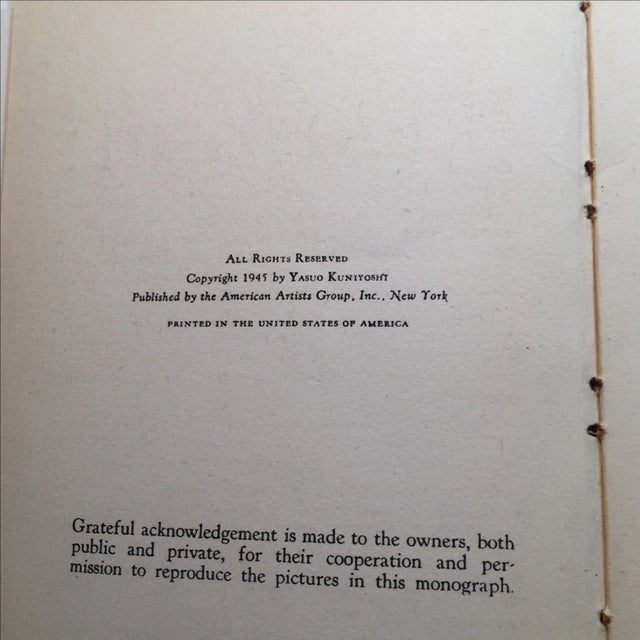 All Rights Reserved
Copyright 1945 by Yasuo Kuniyoshi
Published by the American Artists Group, Inc., New York
PRINTED IN THE UNITED STATES OF AMERICA
Grateful acknowledgement is made to the owners, both
public and private, for their cooperation and per-
mission to reproduce the pictures in this monograph.